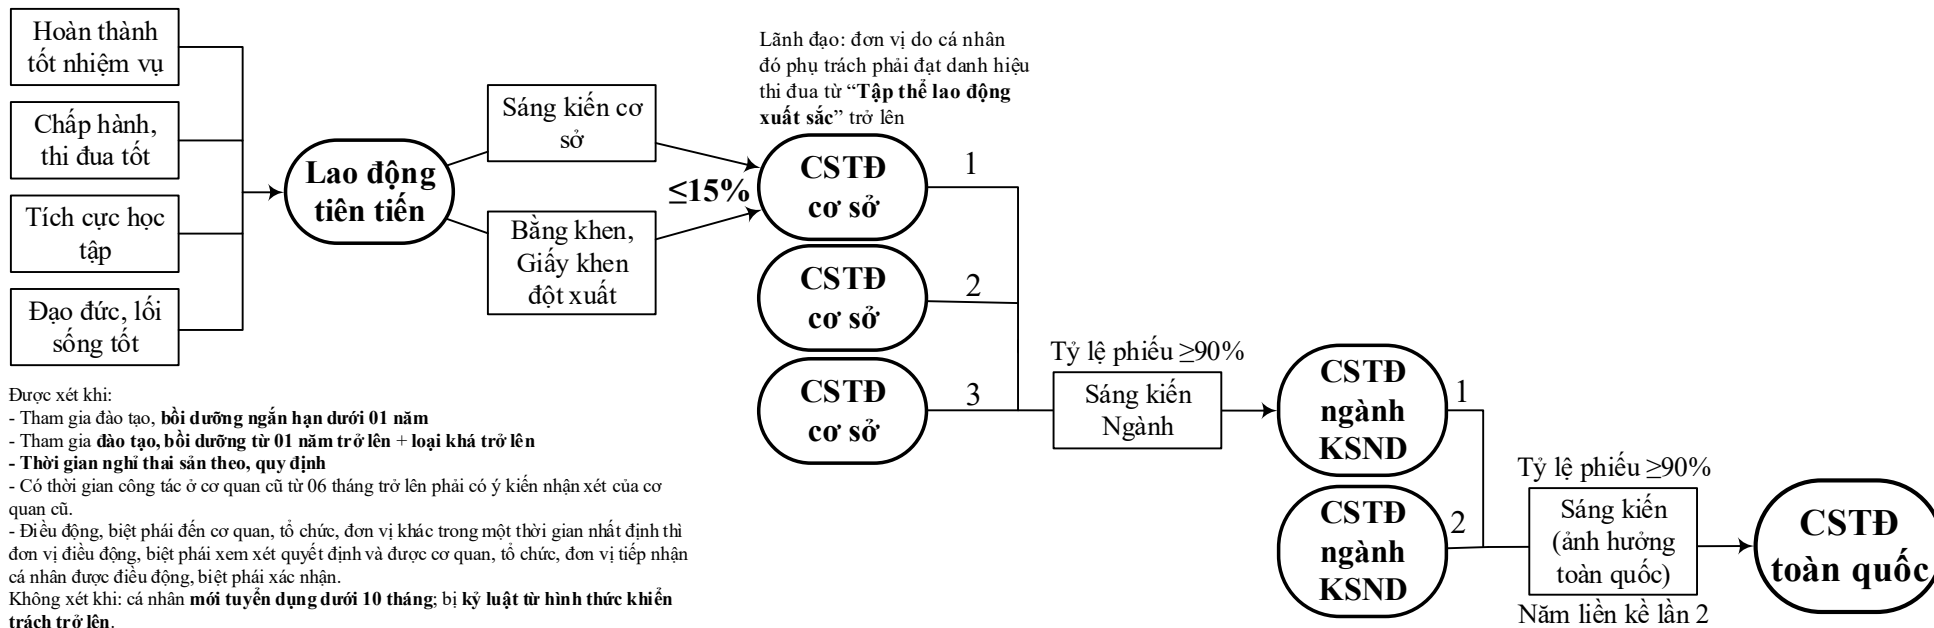 Hoàn thành
tốt nhiệm vụ
Chấp hành,
thi đua tốt
Tích cực học
tập
Đạo đức, lối
sống tốt
Lao động
tiên tiến
Sáng kiến cơ
sở
Bằng khen,
Giấy khen
đột xuất
≤15%
Lãnh đạo: đơn vị do cá nhân
đó phụ trách phải đạt danh hiệu
thi đua từ “Tập thể lao động
xuất sắc” trở lên
CSTĐ
cơ sở
1
CSTĐ
cơ sở
2
CSTĐ
cơ sở
3
Tỷ lệ phiếu ≥90%
Sáng kiến
Ngành
CSTĐ
ngành
KSND
1
CSTĐ
ngành
KSND
2
Tỷ lệ phiếu ≥90%
Sáng kiến
(ảnh hưởng
toàn quốc)
Năm liền kề lần 2
CSTĐ
toàn quốc
Được xét khi:
- Tham gia đào tạo, bồi dưỡng ngắn hạn dưới 01 năm
- Tham gia đào tạo, bồi dưỡng từ 01 năm trở lên + loại khá trở lên
- Thời gian nghỉ thai sản theo, quy định
- Có thời gian công tác ở cơ quan cũ từ 06 tháng trở lên phải có ý kiến nhận xét của cơ
quan cũ.
- Điều động, biệt phái đến cơ quan, tổ chức, đơn vị khác trong một thời gian nhất định thì
đơn vị điều động, biệt phái xem xét quyết định và được cơ quan, tổ chức, đơn vị tiếp nhận
cá nhân được điều động, biệt phái xác nhận.
Không xét khi: cá nhân mới tuyển dụng dưới 10 tháng; bị kỷ luật từ hình thức khiển
trách trở lên.